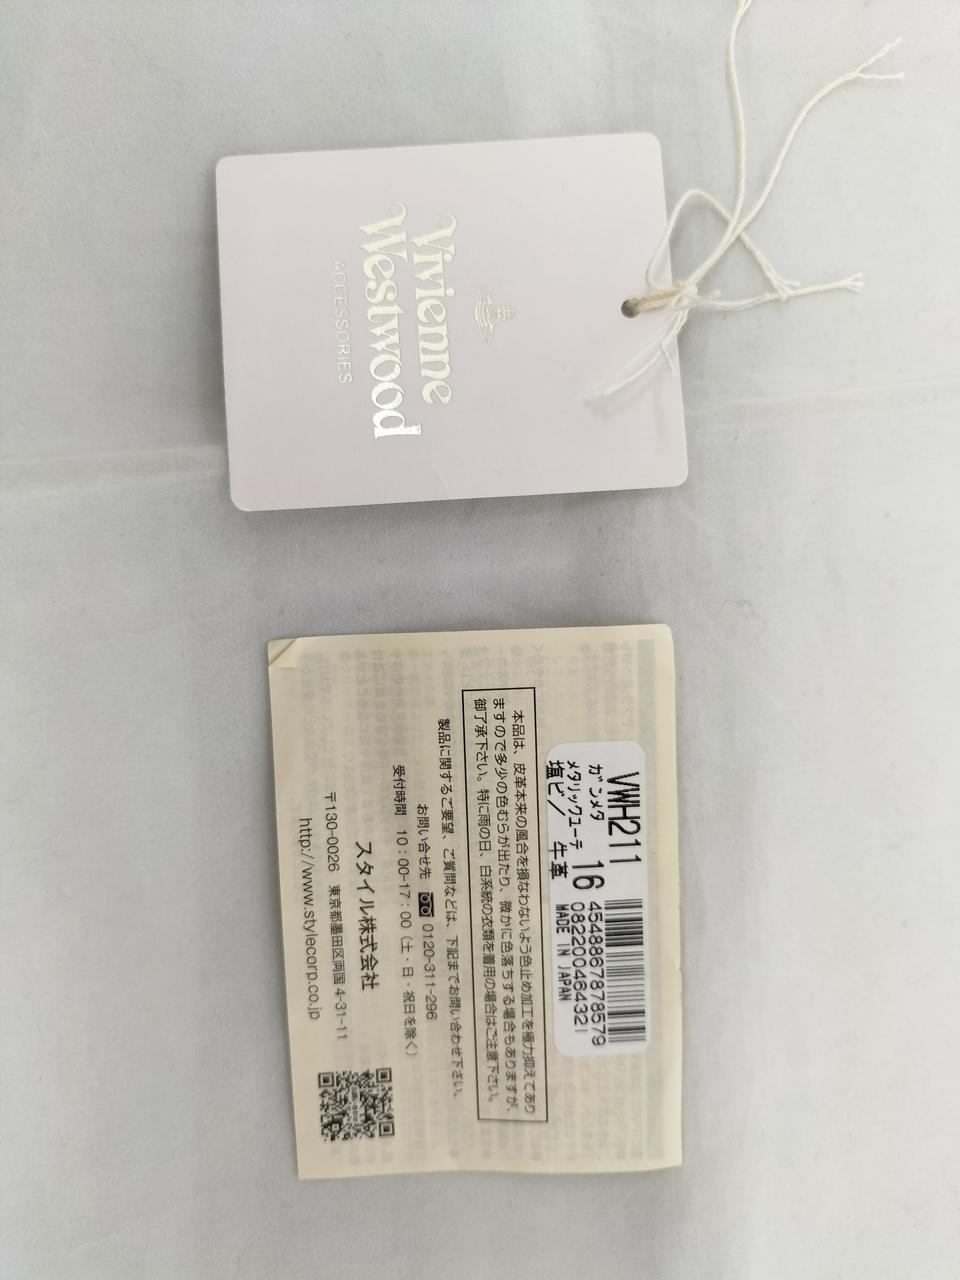 Vivienne
Westwood
ACCESSORIES
VWH211
ガンメタ
メタリックユーテ 16
塩ビ/ 牛革
4548867878579
0822004643211
MADE IN JAPAN
本品は、皮革本来の風合を損なわないよう色止め加工を極力抑えてあり
ますので多少の色むらが出たり、微かに色落ちする場合もありますが、
御了承下さい。特に雨の日、白系統の衣類を着用の場合はご注意下さい。
製品に関するご要望、ご質問などは、下記までお問い合わせ下さい。
お問い合せ先 0120-311-296
受付時間 10:00-17:00(土・日・祝日を除く)
スタイル株式会社
〒130-0026 東京都墨田区両国 4-31-11
http://www.stylecorp.co.jp